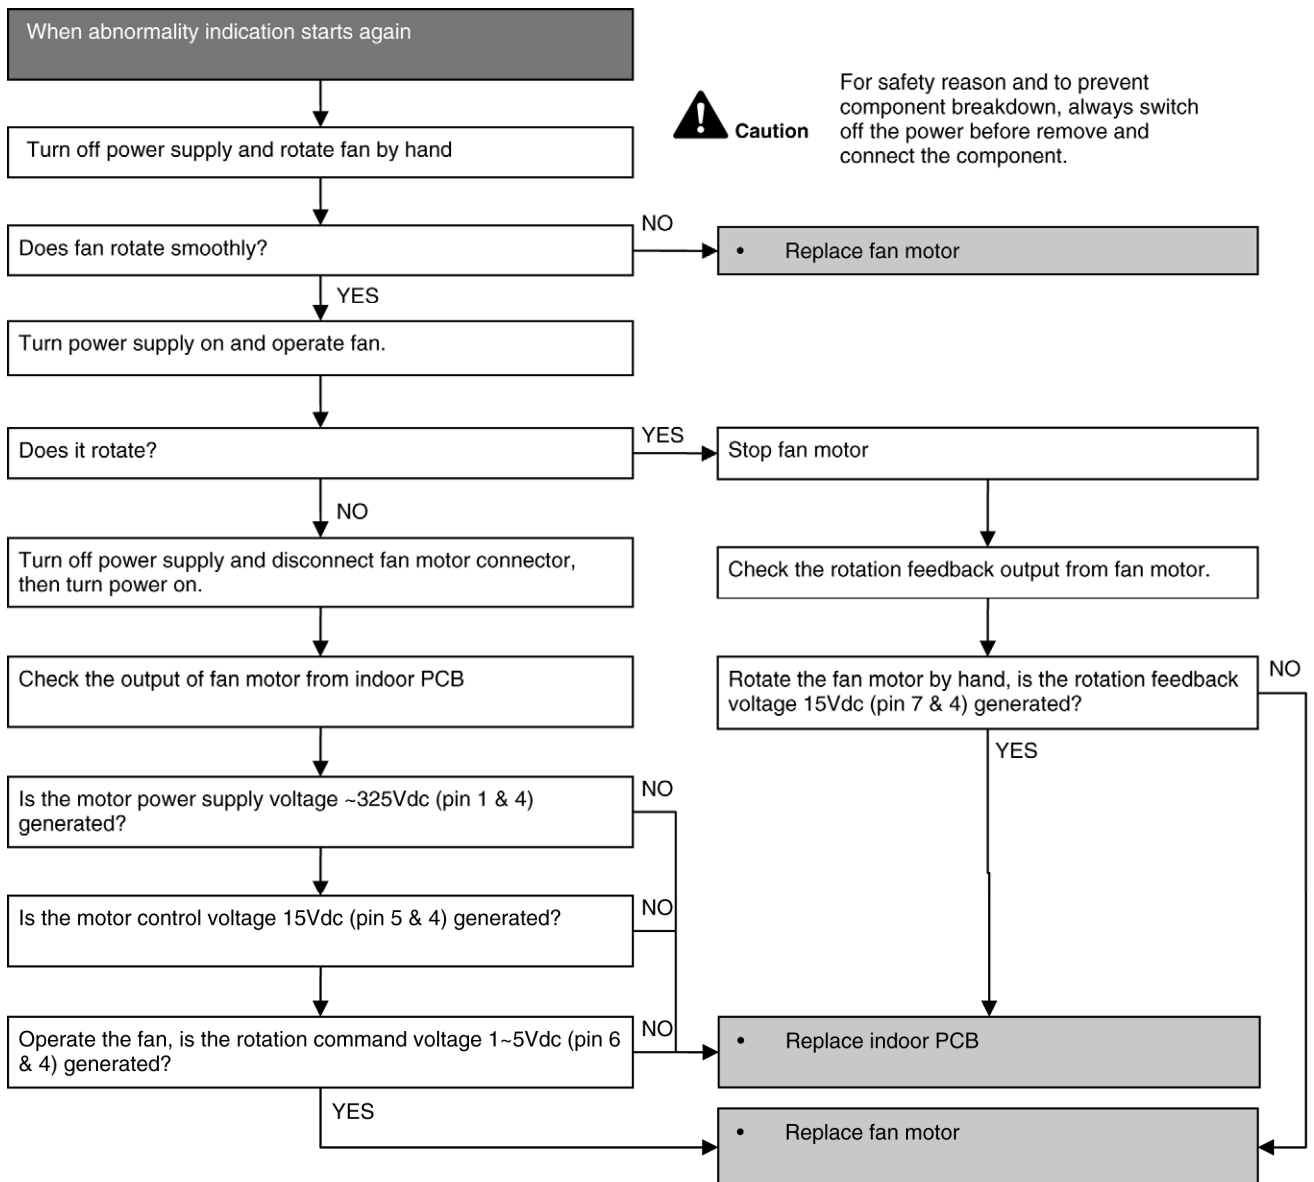 When abnormality indication starts again
For safety reason and to prevent
component breakdown, always switch
off the power before remove and
connect the component.
Caution
Turn off power supply and rotate fan by hand
Does fan rotate smoothly?
NO
• Replace fan motor
YES
Turn power supply on and operate fan.
Does it rotate?
YES
Stop fan motor
NO
Turn off power supply and disconnect fan motor connector,
then turn power on.
Check the rotation feedback output from fan motor.
Check the output of fan motor from indoor PCB
Rotate the fan motor by hand, is the rotation feedback
voltage 15Vdc (pin 7 & 4) generated?
NO
YES
Is the motor power supply voltage ~325Vdc (pin 1 & 4)
generated?
NO
Is the motor control voltage 15Vdc (pin 5 & 4) generated?
NO
Operate the fan, is the rotation command voltage 1~5Vdc (pin 6
& 4) generated?
NO
• Replace indoor PCB
YES
• Replace fan motor